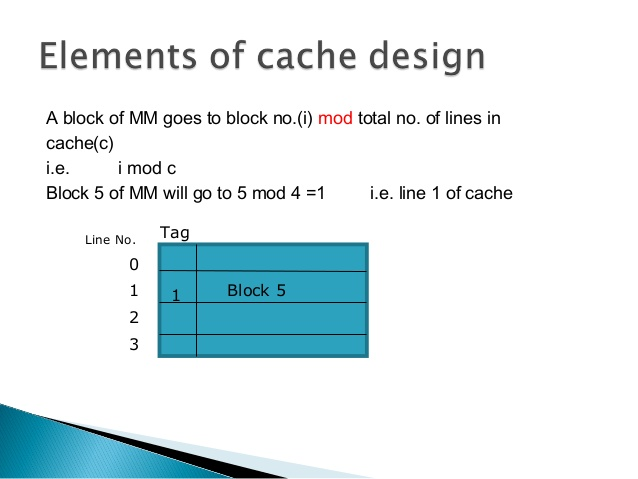 Elements of cache design
A block of MM goes to block no.(i) mod total no. of lines in
cache(c)
i.e. i mod c
Block 5 of MM will go to 5 mod 4 =1 i.e. line 1 of cache
Line No. Tag
0
1 1 Block 5
2
3